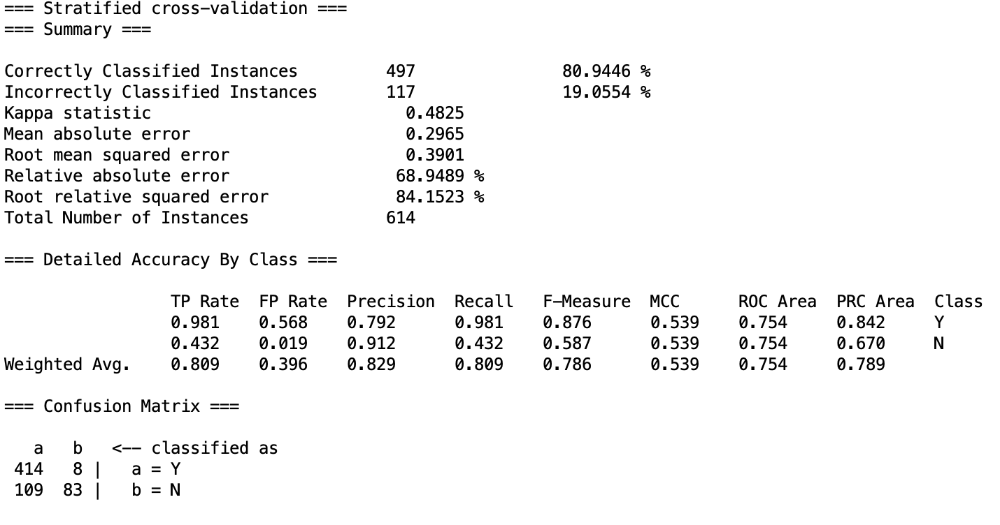 === Stratified cross-validation ===
=== Summary ===
Correctly Classified Instances         497               80.9446 %
Incorrectly Classified Instances       117               19.0554 %
Kappa statistic                          0.4825
Mean absolute error                      0.2965
Root mean squared error                  0.3901
Relative absolute error                 68.9489 %
Root relative squared error             84.1523 %
Total Number of Instances              614
=== Detailed Accuracy By Class ===
                 TP Rate  FP Rate  Precision  Recall   F-Measure  MCC      ROC Area  PRC Area  Class
                 0.981    0.568    0.792      0.981    0.876      0.539    0.754     0.842     Y
                 0.432    0.019    0.912      0.432    0.587      0.539    0.754     0.670     N
Weighted Avg.    0.809    0.396    0.829      0.809    0.786      0.539    0.754     0.789
=== Confusion Matrix ===
   a   b   <-- classified as
 414   8 |   a = Y
 109  83 |   b = N